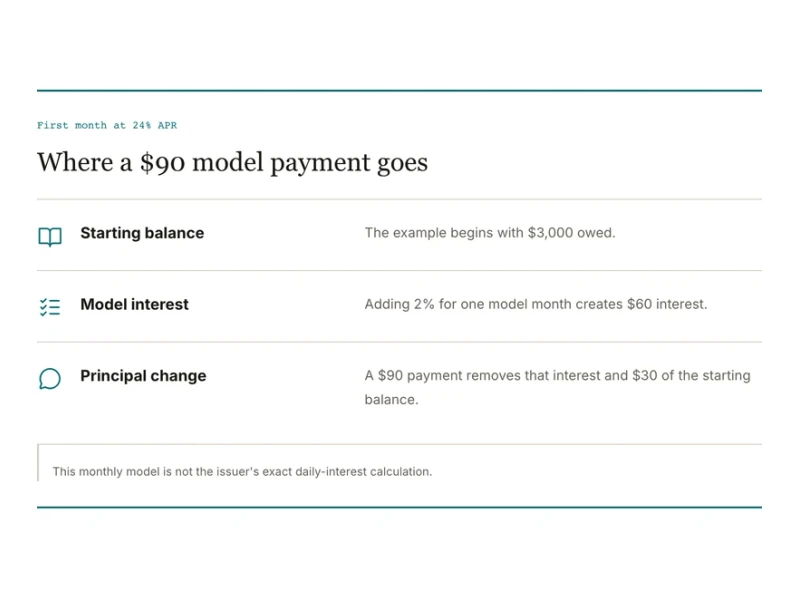 First month at 24% APR
Where a $90 model payment goes
Starting balance
The example begins with $3,000 owed.
Model interest
Adding 2% for one model month creates $60 interest.
Principal change
A $90 payment removes that interest and $30 of the starting
balance.
This monthly model is not the issuer's exact daily-interest calculation.